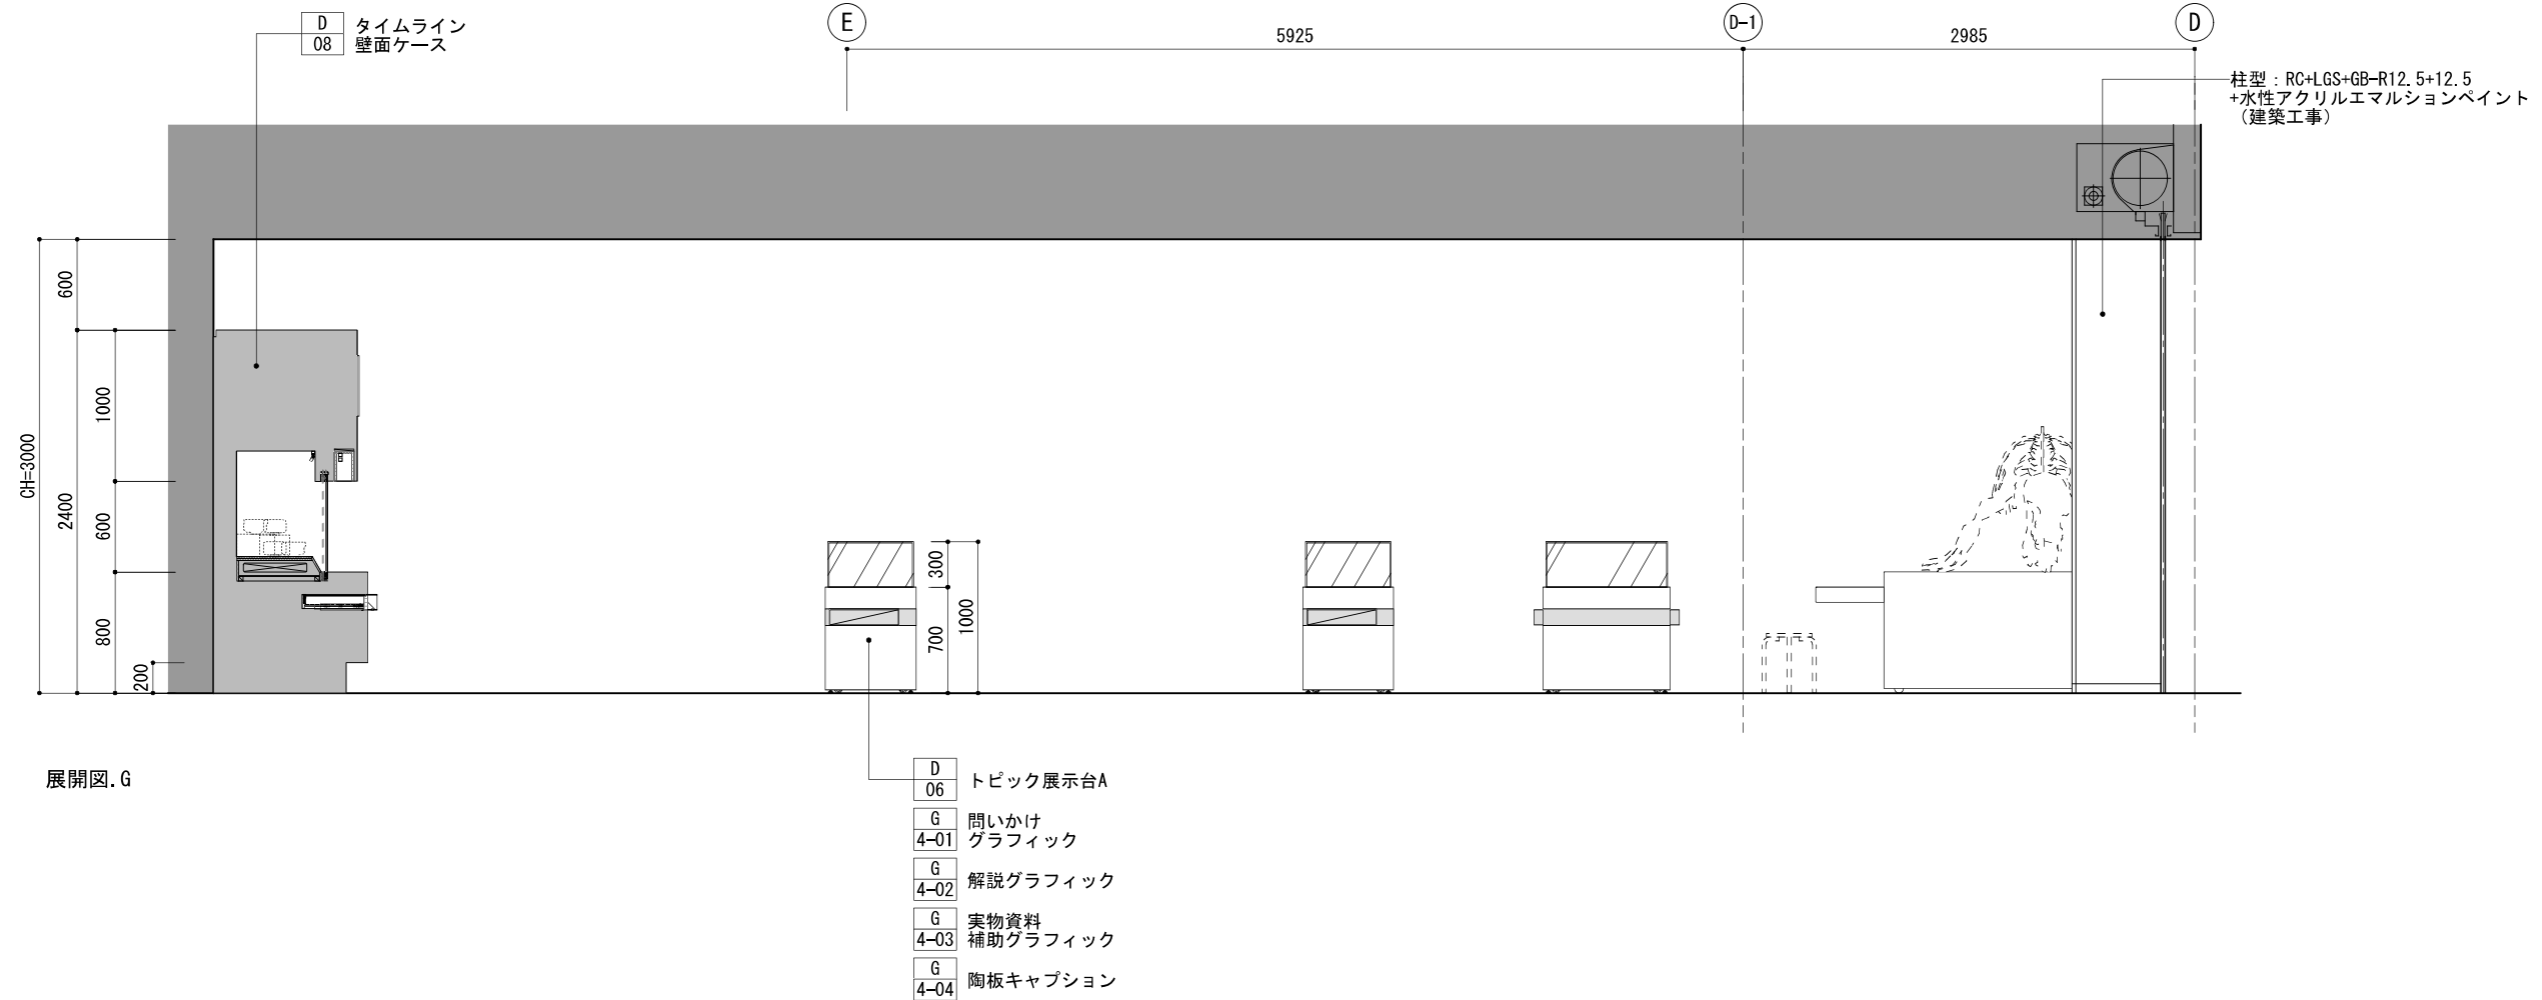 D
08
タイムライン
壁面ケース
E
D-1
D
5925
2985
柱型：RC+LGS+GB-R12.5+12.5
+水性アクリルエマルションペイント
（建築工事）
CH=3000
600
2400
1000
600
800
200
300
700
1000
展開図.G
D
06
トピック展示台A
G
4-01
問いかけ
グラフィック
G
4-02
解説グラフィック
G
4-03
実物資料
補助グラフィック
G
4-04
陶板キャプション